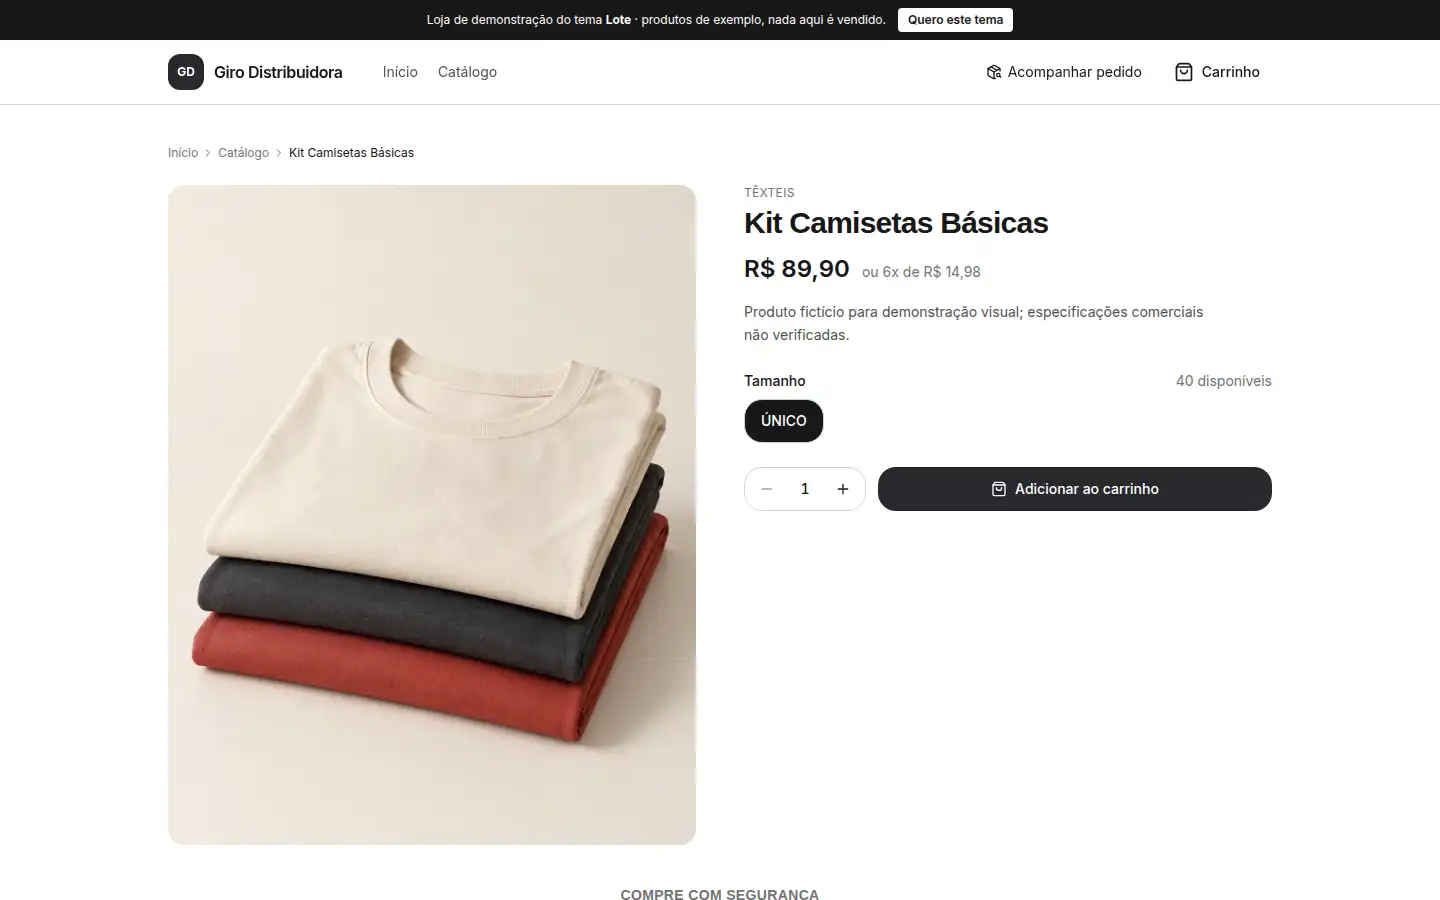 Loja de demonstração do tema Lote · produtos de exemplo, nada aqui é vendido. Quero este tema
GD Giro Distribuidora Início Catálogo Acompanhar pedido Carrinho
Início > Catálogo > Kit Camisetas Básicas
TÊXTEIS
Kit Camisetas Básicas
R$ 89,90 ou 6x de R$ 14,98
Produto fictício para demonstração visual; especificações comerciais
não verificadas.
Tamanho 40 disponíveis
ÚNICO
− 1 + Adicionar ao carrinho
COMPRE COM SEGURANÇA